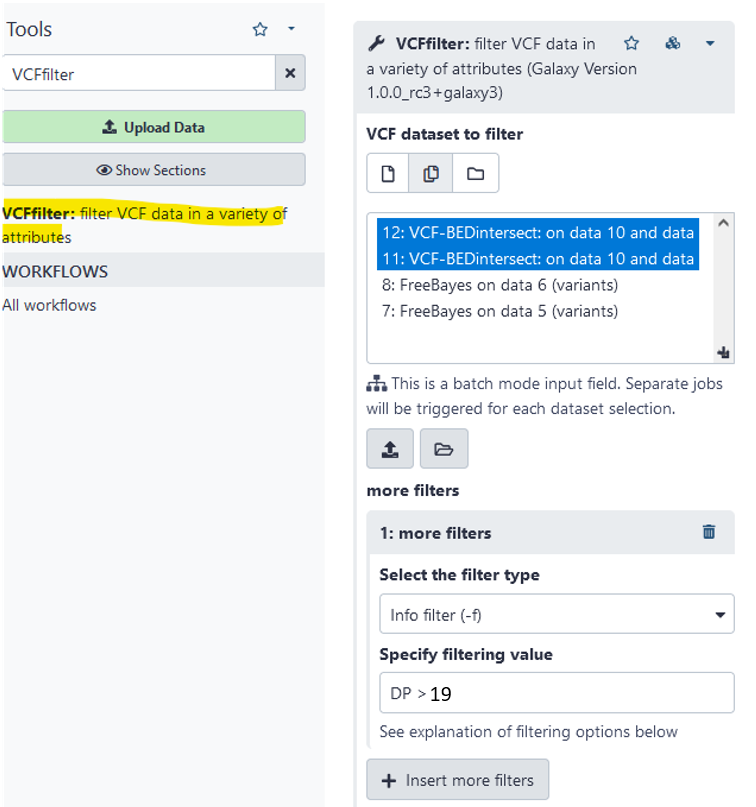 Tools
VCFfilter
Upload Data
Show Sections
VCFfilter: filter VCF data in a variety of
attributes
WORKFLOWS
All workflows
VCFfilter: filter VCF data in
a variety of attributes (Galaxy Version
1.0.0_rc3+galaxy3)
VCF dataset to filter
12: VCF-BEDintersect: on data 10 and data
11: VCF-BEDintersect: on data 10 and data
8: FreeBayes on data 6 (variants)
7: FreeBayes on data 5 (variants)
This is a batch mode input field. Separate jobs
will be triggered for each dataset selection.
more filters
1: more filters
Select the filter type
Info filter (-f)
Specify filtering value
DP > 19
See explanation of filtering options below
Insert more filters